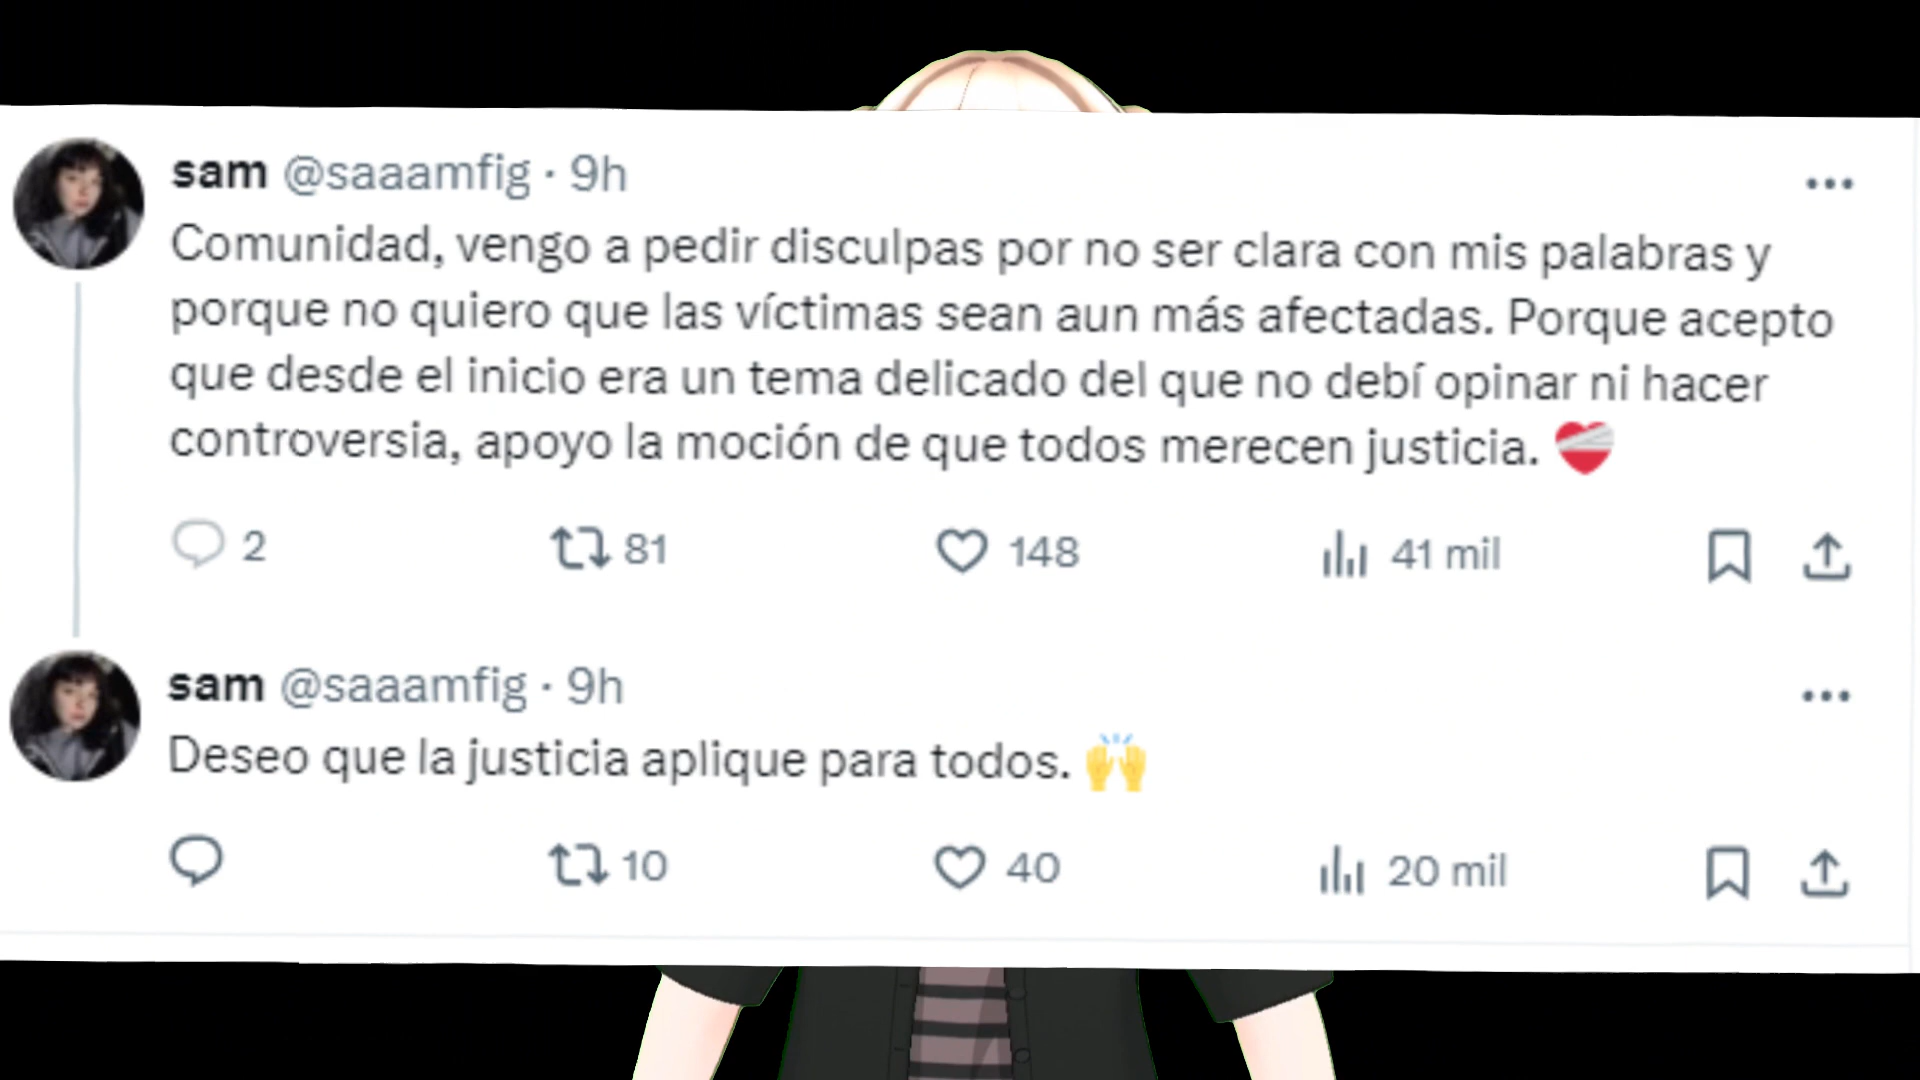 sam @saaamfig · 9h
Comunidad, vengo a pedir disculpas por no ser clara con mis palabras y
porque no quiero que las víctimas sean aun más afectadas. Porque acepto
que desde el inicio era un tema delicado del que no debí opinar ni hacer
controversia, apoyo la moción de que todos merecen justicia. ❤️‍🩹
2 81 148 41 mil
sam @saaamfig · 9h
Deseo que la justicia aplique para todos. 🙌
10 40 20 mil